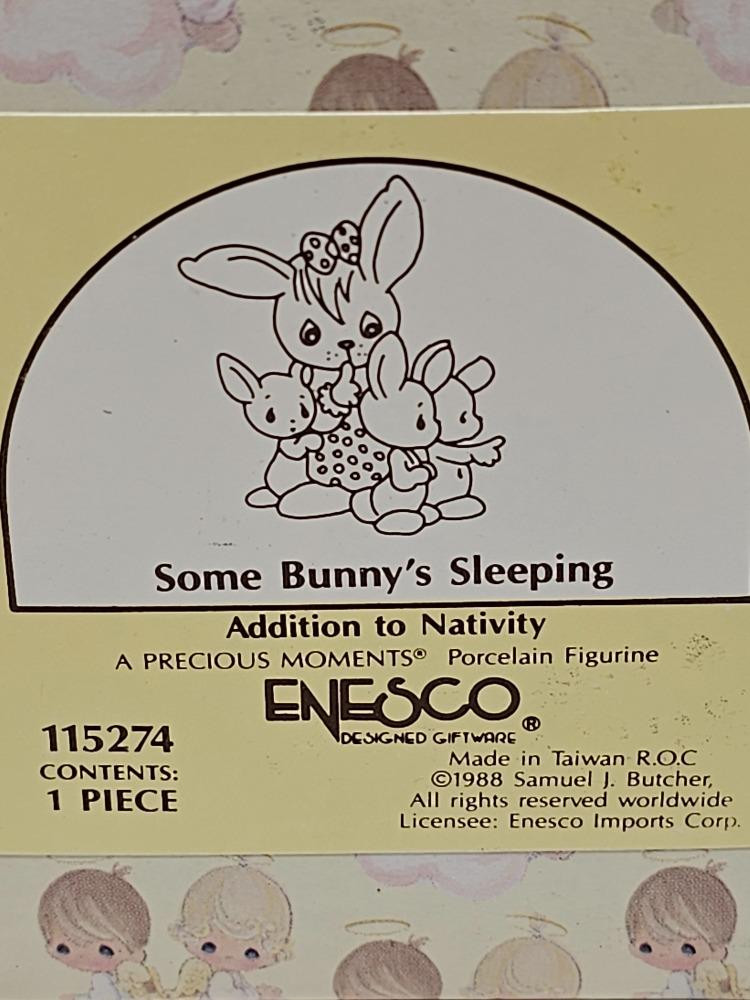 Some Bunny's Sleeping
Addition to Nativity
A PRECIOUS MOMENTS® Porcelain Figurine
ENESCO®
DESIGNED GIFTWARE
115274
CONTENTS:
1 PIECE
Made in Taiwan R.O.C
©1988 Samuel J. Butcher,
All rights reserved worldwide
Licensee: Enesco Imports Corp.